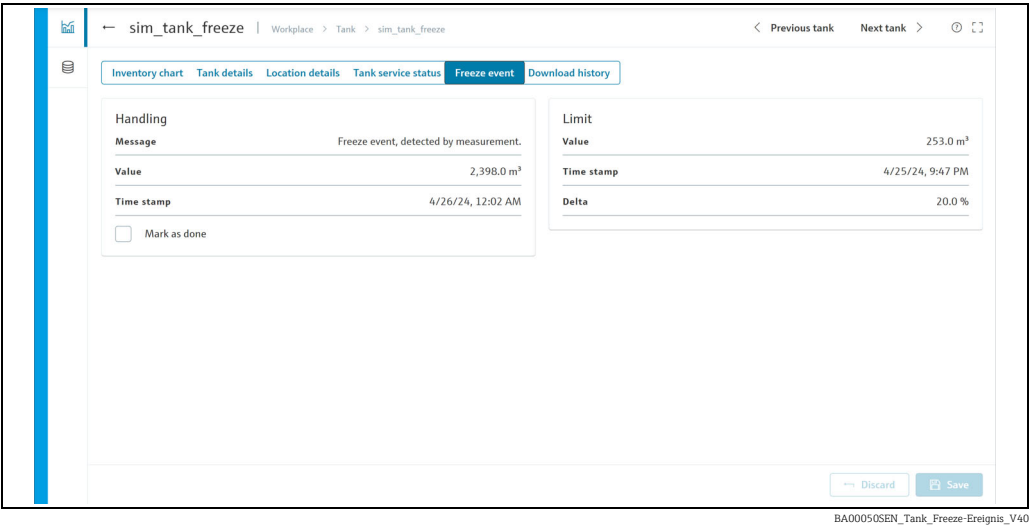 ← sim_tank_freeze | Workplace > Tank > sim_tank_freeze < Previous tank Next tank >
Inventory chart Tank details Location details Tank service status Freeze event Download history
Handling
Message Freeze event, detected by measurement.
Value 2,398.0 m³
Time stamp 4/26/24, 12:02 AM
Mark as done
Limit
Value 253.0 m³
Time stamp 4/25/24, 9:47 PM
Delta 20.0 %
Discard Save
BA00050SEN_Tank_Freeze-Ereignis_V40